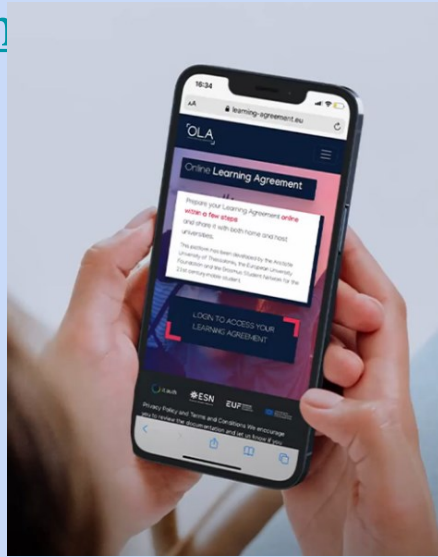 16:34
AA learning-agreement.eu
OLA
Online Learning Agreement
Prepare your Learning Agreement online
within a few steps
and share it with both home and host
universities.
This platform has been developed by the Aristotle
University of Thessaloniki, the European University
Foundation and the Erasmus Student Network for the
21st century mobile student.
LOGIN TO ACCESS YOUR
LEARNING AGREEMENT
it.auth ESN EUF
Privacy Policy and Terms and Conditions We encourage
you to review the documentation and let us know if you